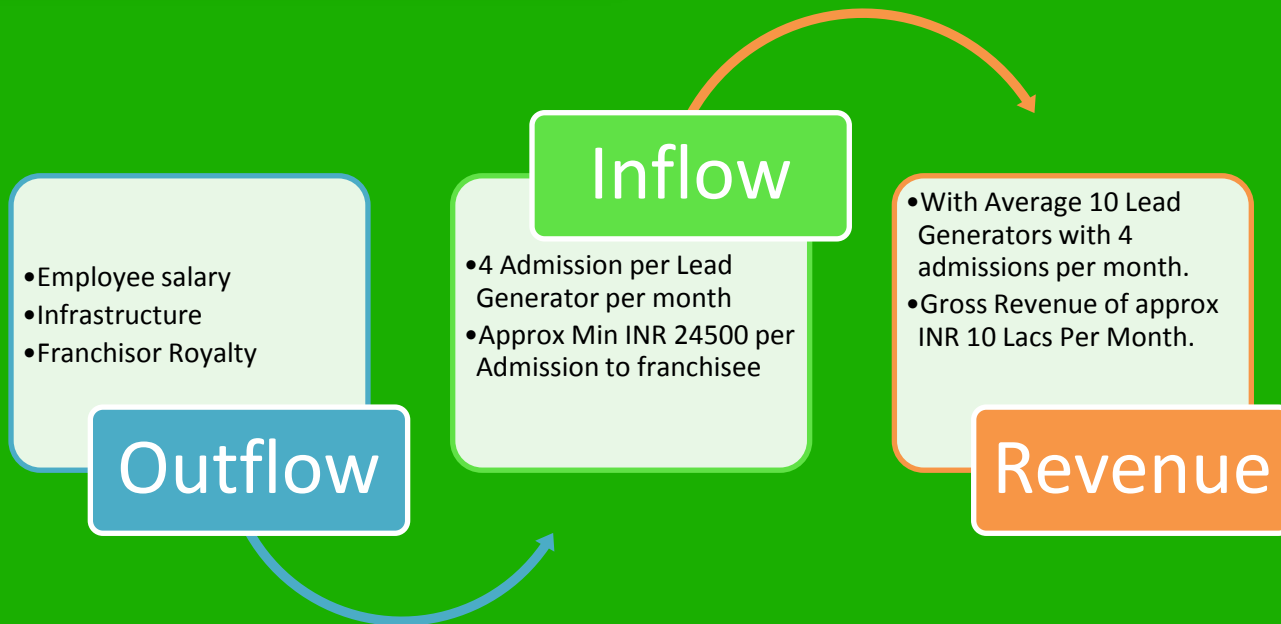 •Employee salary
•Infrastructure
•Franchisor Royalty
Outflow
Inflow
•4 Admission per Lead
Generator per month
•Approx Min INR 24500 per
Admission to franchisee
•With Average 10 Lead
Generators with 4
admissions per month.
•Gross Revenue of approx
INR 10 Lacs Per Month.
Revenue